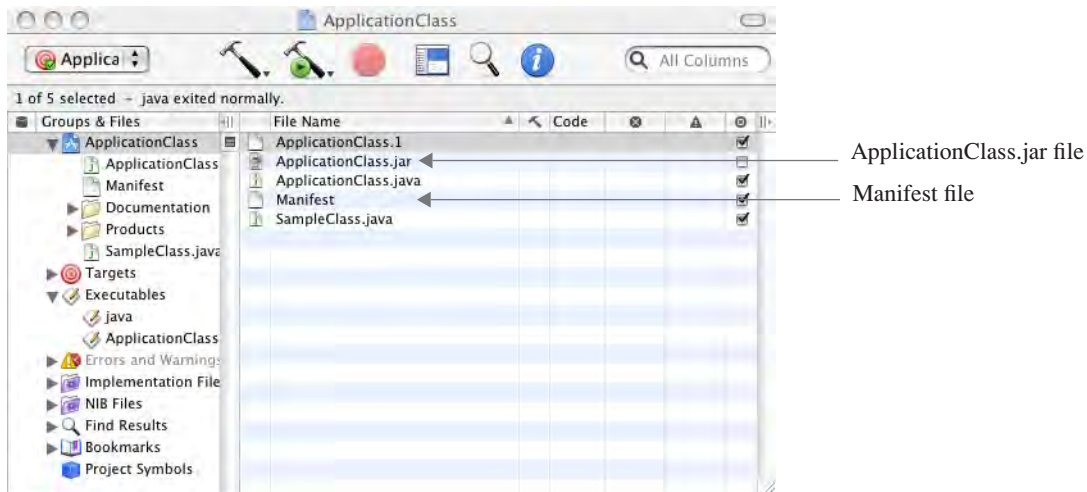 ApplicationClass
Applica
All Columns
1 of 5 selected – java exited normally.
Groups & Files
File Name
Code
ApplicationClass
ApplicationClass
Manifest
Documentation
Products
SampleClass.java
Targets
Executables
java
ApplicationClass
Errors and Warnings
Implementation File
NIB Files
Find Results
Bookmarks
Project Symbols
ApplicationClass.1
ApplicationClass.jar
ApplicationClass.java
Manifest
SampleClass.java
ApplicationClass.jar file
Manifest file